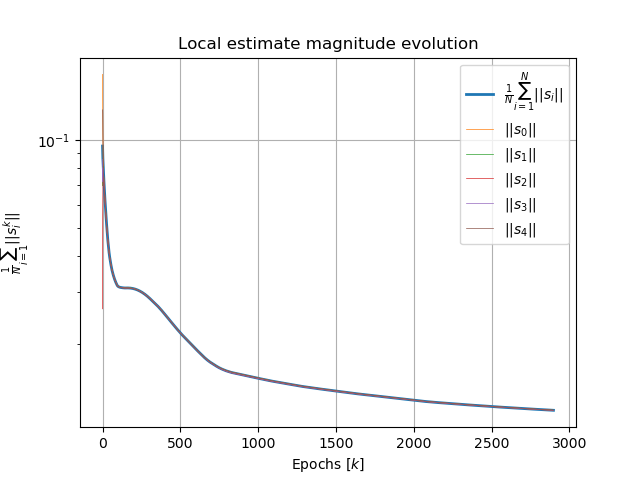 Local estimate magnitude evolution
10⁻¹
1/N ∑ᵢ₌₁ ||sᵢᵏ||
1/N ∑ᵢ₌₁ᴺ ||sᵢ||
||s₀||
||s₁||
||s₂||
||s₃||
||s₄||
0 500 1000 1500 2000 2500 3000
Epochs [k]